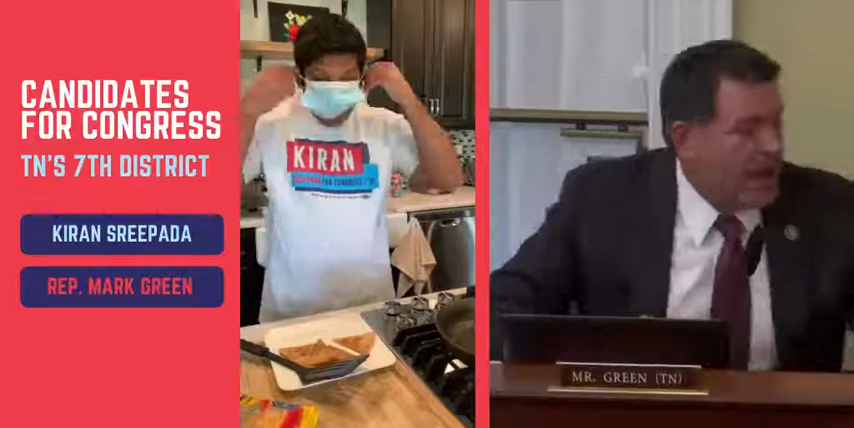 CANDIDATES
FOR CONGRESS
TN'S 7TH DISTRICT
KIRAN SREEPADA
REP. MARK GREEN
KIRAN
FOR CONGRESS
MR. GREEN (TN)